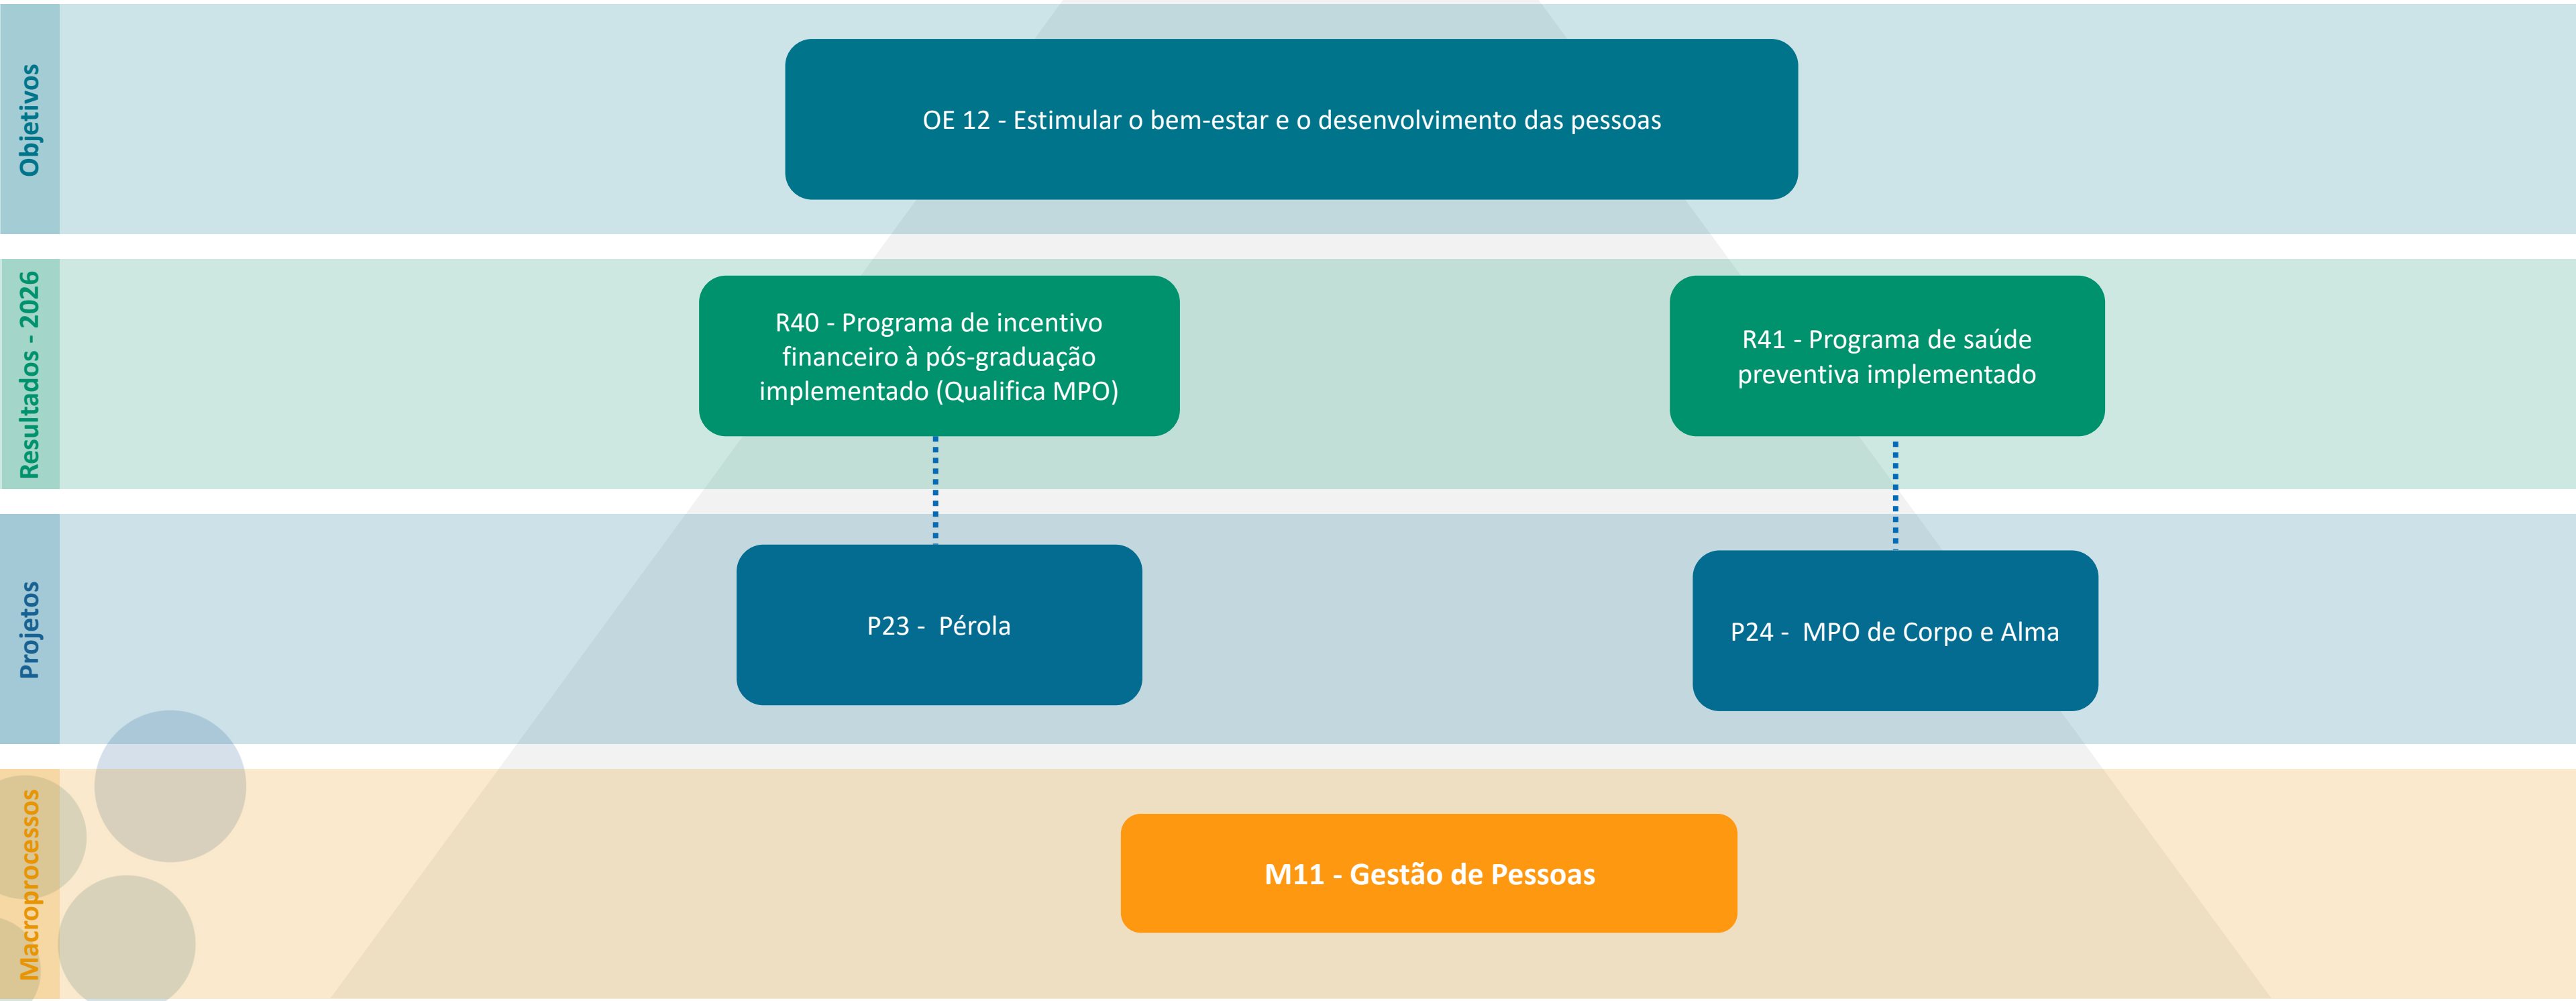 Objetivos
OE 12 - Estimular o bem-estar e o desenvolvimento das pessoas
Resultados - 2026
R40 - Programa de incentivo
financeiro à pós-graduação
implementado (Qualifica MPO)
R41 - Programa de saúde
preventiva implementado
Projetos
P23 - Pérola
P24 - MPO de Corpo e Alma
Macroprocessos
M11 - Gestão de Pessoas